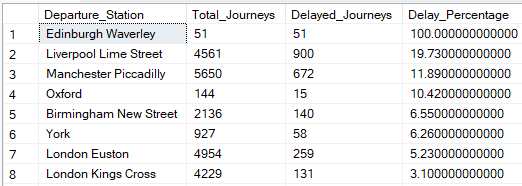 Departure_Station Total_Journeys Delayed_Journeys Delay_Percentage
1 Edinburgh Waverley 51 51 100.000000000000
2 Liverpool Lime Street 4561 900 19.730000000000
3 Manchester Piccadilly 5650 672 11.890000000000
4 Oxford 144 15 10.420000000000
5 Birmingham New Street 2136 140 6.550000000000
6 York 927 58 6.260000000000
7 London Euston 4954 259 5.230000000000
8 London Kings Cross 4229 131 3.100000000000